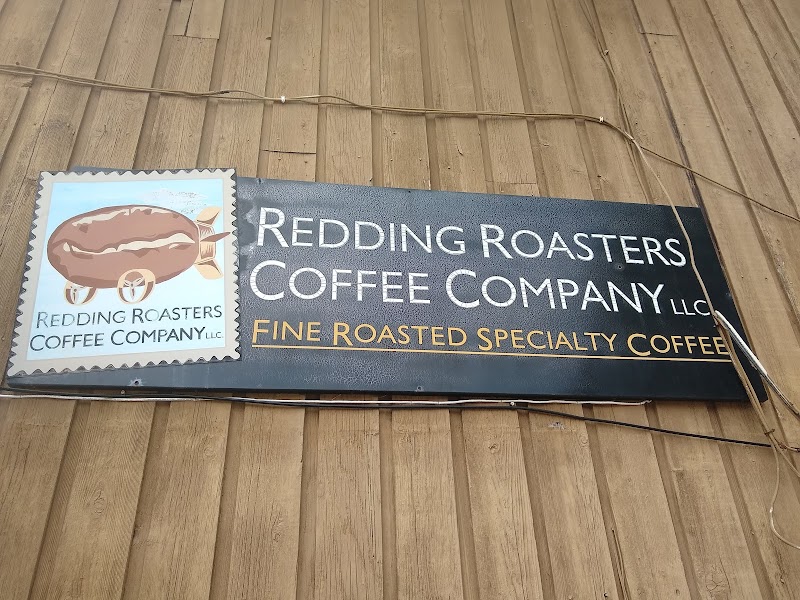 REDDING ROASTERS
COFFEE COMPANY LLC.
REDDING ROASTERS
COFFEE COMPANY LLC
FINE ROASTED SPECIALTY COFFEE